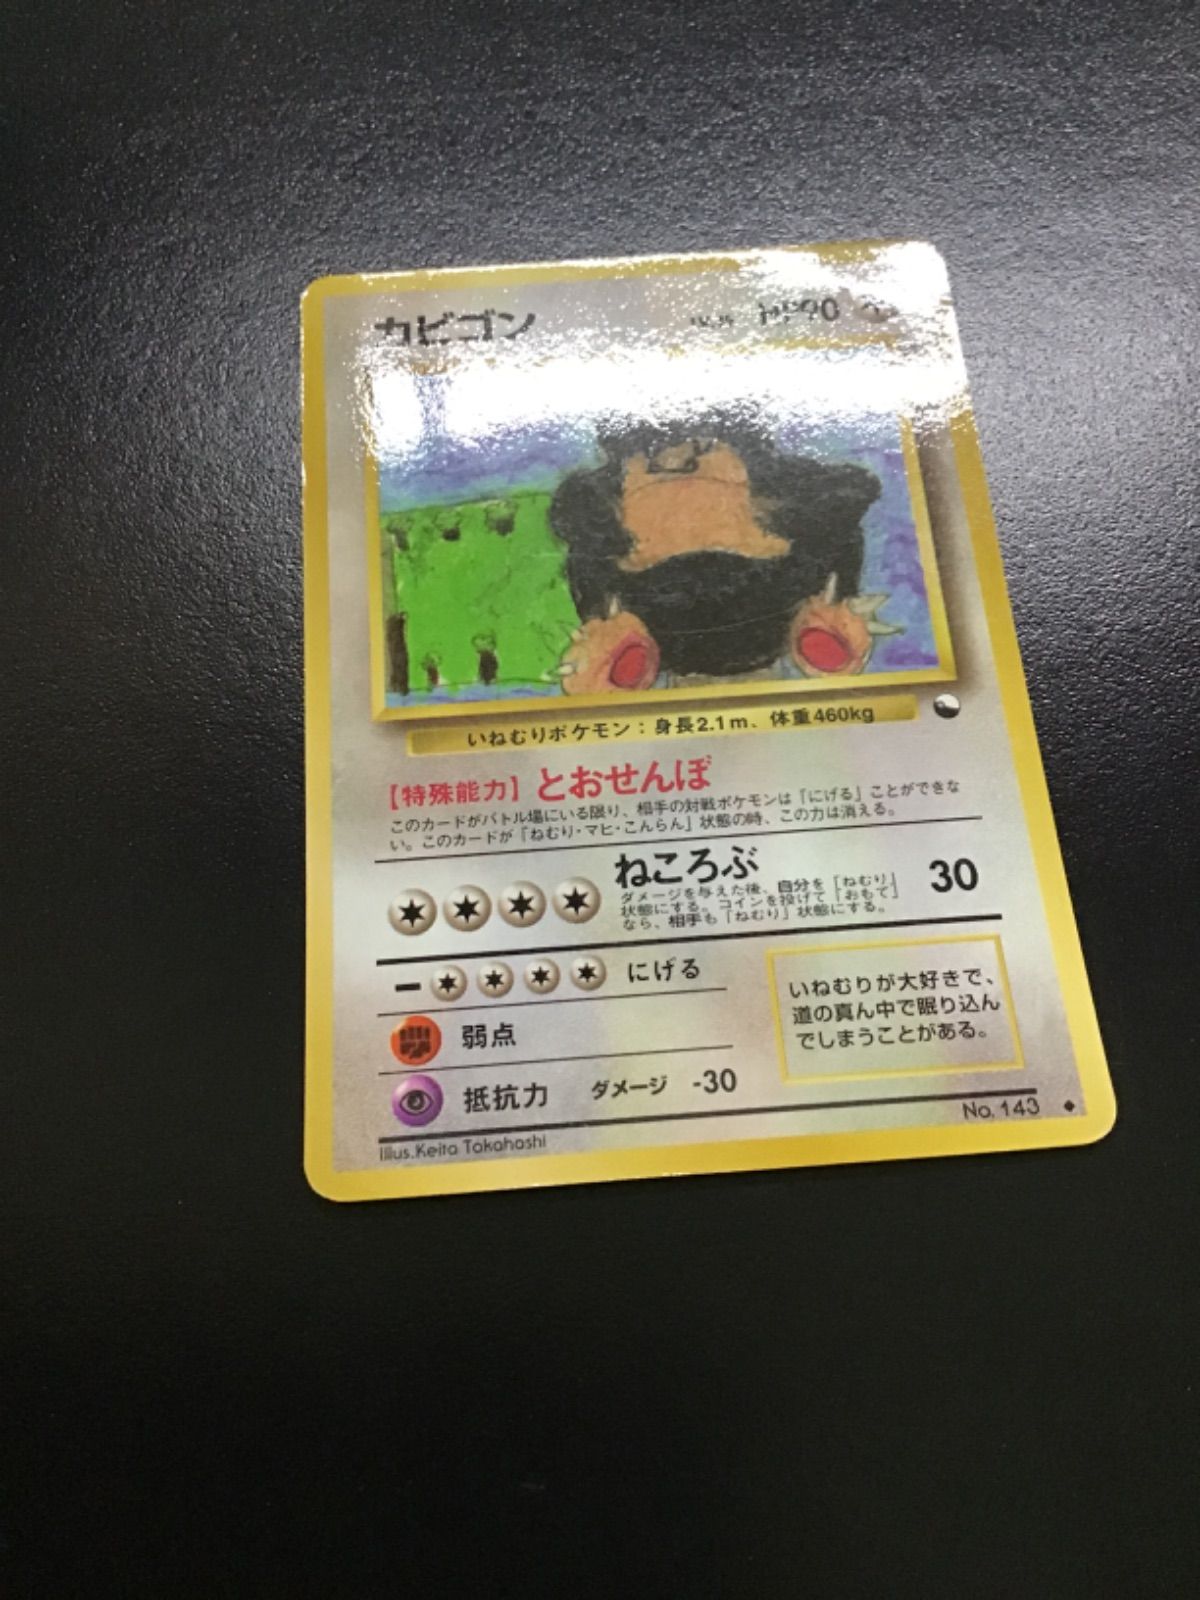 カビゴン HP90
いねむりポケモン：身長2.1m、体重460kg
【特殊能力】とおせんぼ
このカードがバトル場にいる限り、相手の対戦ポケモンは「にげる」ことができな
い。このカードが「ねむり・マヒ・こんらん」状態の時、この力は消える。
ねころぶ 30
ダメージを与えた後、自分を「ねむり」
状態にする。コインを投げて「おもて」
なら、相手も「ねむり」状態にする。
にげる
弱点
抵抗力 ダメージ -30
いねむりが大好きで、
道の真ん中で眠り込ん
でしまうことがある。
No. 143
Illus.Keita Takahashi